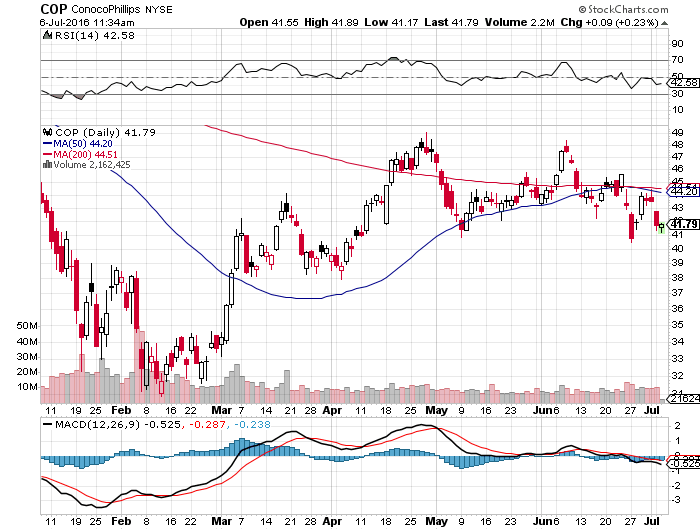 COP ConocoPhillips NYSE © StockCharts.com
6-Jul-2016 11:34am Open 41.55 High 41.89 Low 41.17 Last 41.79 Volume 2.2M Chg +0.09 (+0.23%)
RSI(14) 42.58
90
70
50
42.58
30
10
COP (Daily) 41.79
MA(50) 44.20
MA(200) 44.51
Volume 2,162,425
49
48
47
46
45
44.51
44.20
43
42
41.79
41
40
39
38
37
36
35
34
33
32
31
50M
40M
30M
20M
10M
11 19 25 Feb 8 16 22 Mar 7 14 21 28 Apr 11 18 25 May 9 16 23 Jun 13 20 27 Jul
MACD(12,26,9) -0.525, -0.287, -0.238
2
1
0
-0.525
-2
-3
11 19 25 Feb 8 16 22 Mar 7 14 21 28 Apr 11 18 25 May 9 16 23 Jun 13 20 27 Jul